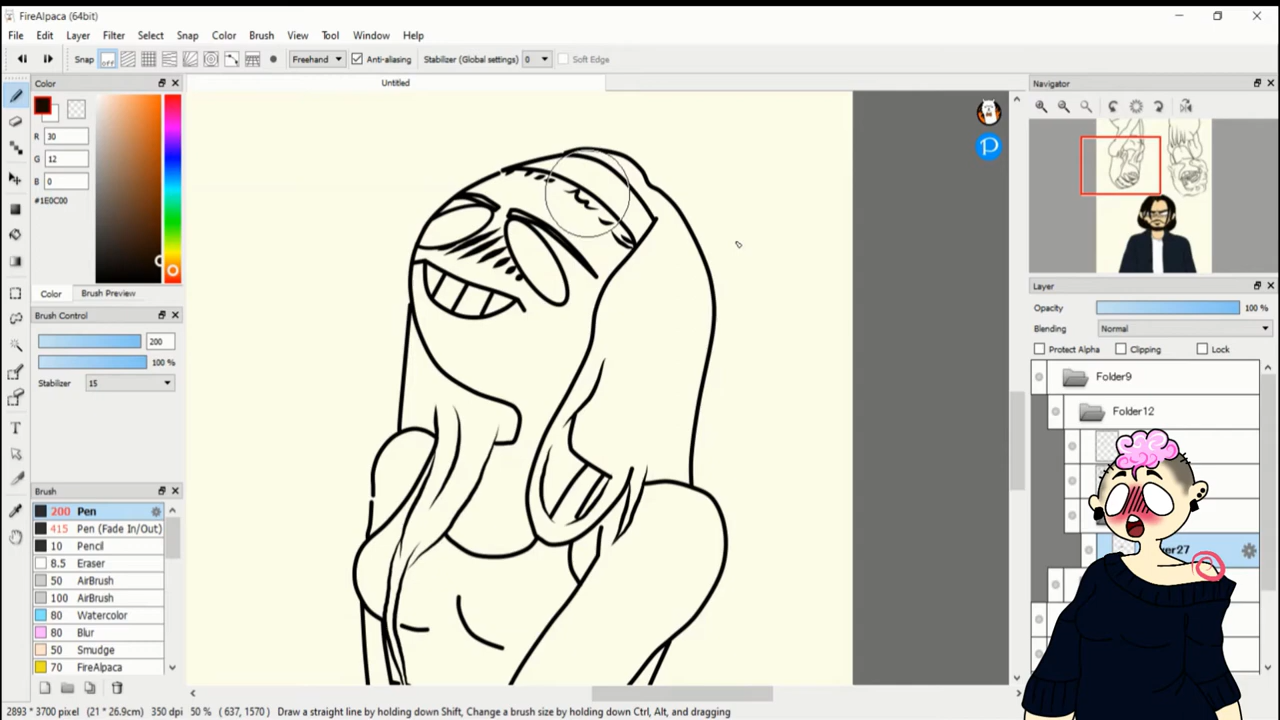 FireAlpaca (64bit)
File Edit Layer Filter Select Snap Color Brush View Tool Window Help
Snap off Freehand Anti-aliasing Stabilizer (Global settings) 0 Soft Edge
Color
Untitled
Navigator
R 30
G 12
B 0
#1E0C00
Color Brush Preview
Brush Control
200
100 %
Stabilizer 15
Layer
Opacity 100 %
Blending Normal
Protect Alpha Clipping Lock
Folder9
Folder12
Brush
200 Pen
415 Pen (Fade In/Out)
10 Pencil
8.5 Eraser
50 AirBrush
100 AirBrush
80 Watercolor
80 Blur
50 Smudge
70 FireAlpaca
2893 * 3700 pixel (21 * 26.9cm) 350 dpi 50 % (637, 1570) Draw a straight line by holding down Shift, Change a brush size by holding down Ctrl, Alt, and dragging